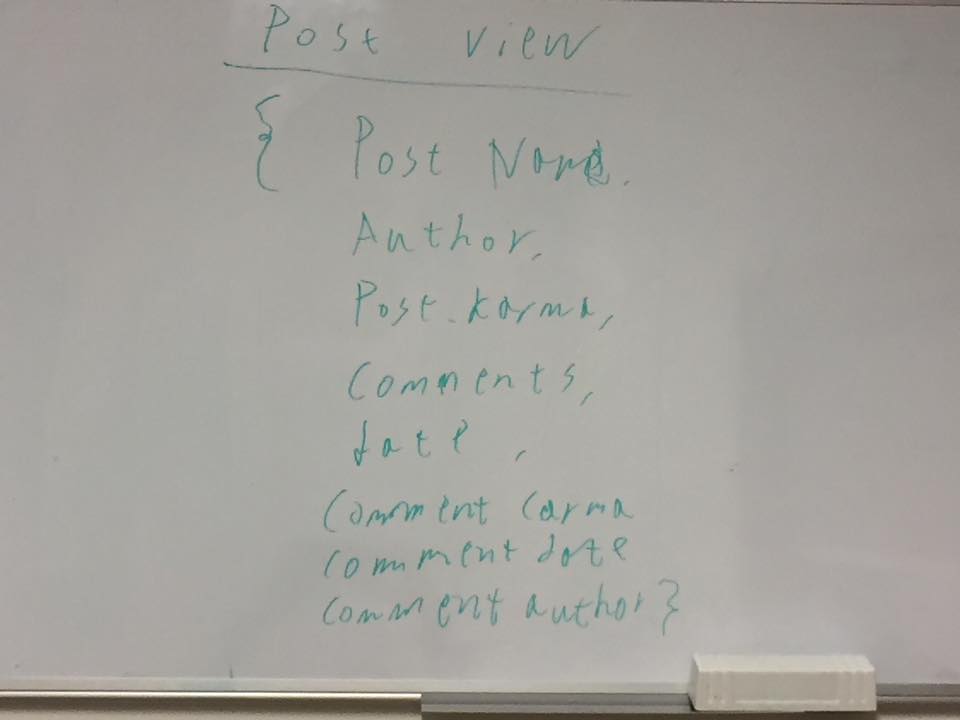 Post view
{ Post Name.
Author,
Post karma,
Comments,
date ,
Comment Carma
Comment date
Comment author}